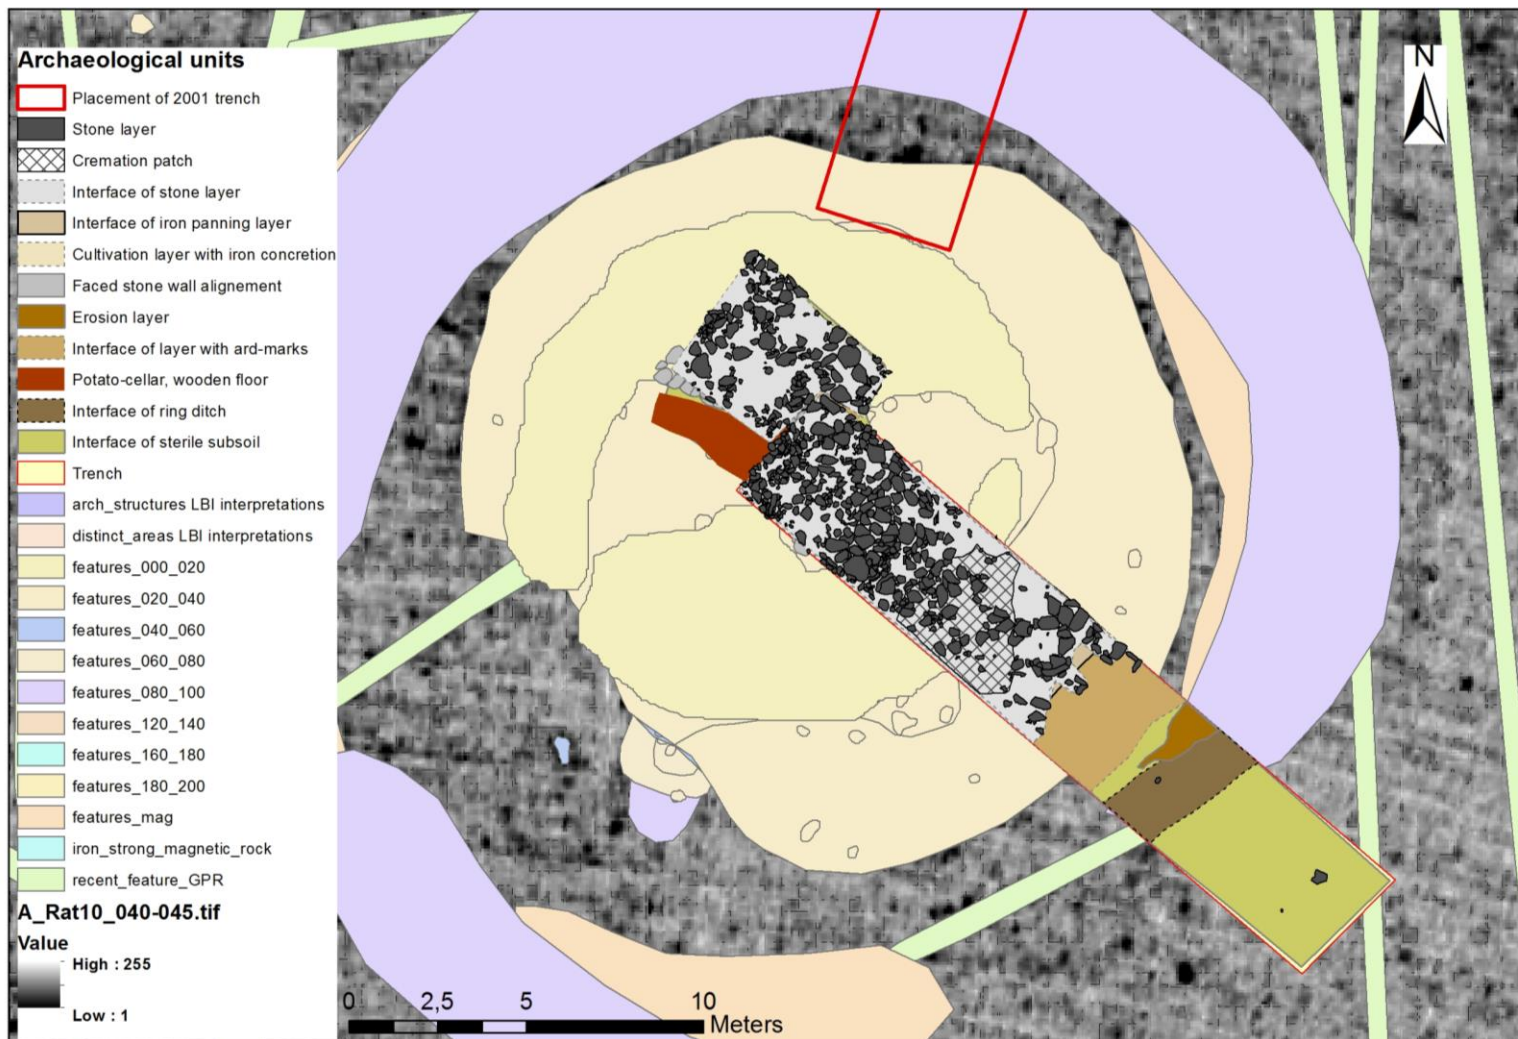 Archaeological units
Placement of 2001 trench
Stone layer
Cremation patch
Interface of stone layer
Interface of iron panning layer
Cultivation layer with iron concretion
Faced stone wall alignement
Erosion layer
Interface of layer with ard-marks
Potato-cellar, wooden floor
Interface of ring ditch
Interface of sterile subsoil
Trench
arch_structures LBI interpretations
distinct_areas LBI interpretations
features_000_020
features_020_040
features_040_060
features_060_080
features_080_100
features_120_140
features_160_180
features_180_200
features_mag
iron_strong_magnetic_rock
recent_feature_GPR
A_Rat10_040-045.tif
Value
High : 255
Low : 1
N
0 2,5 5 10
Meters